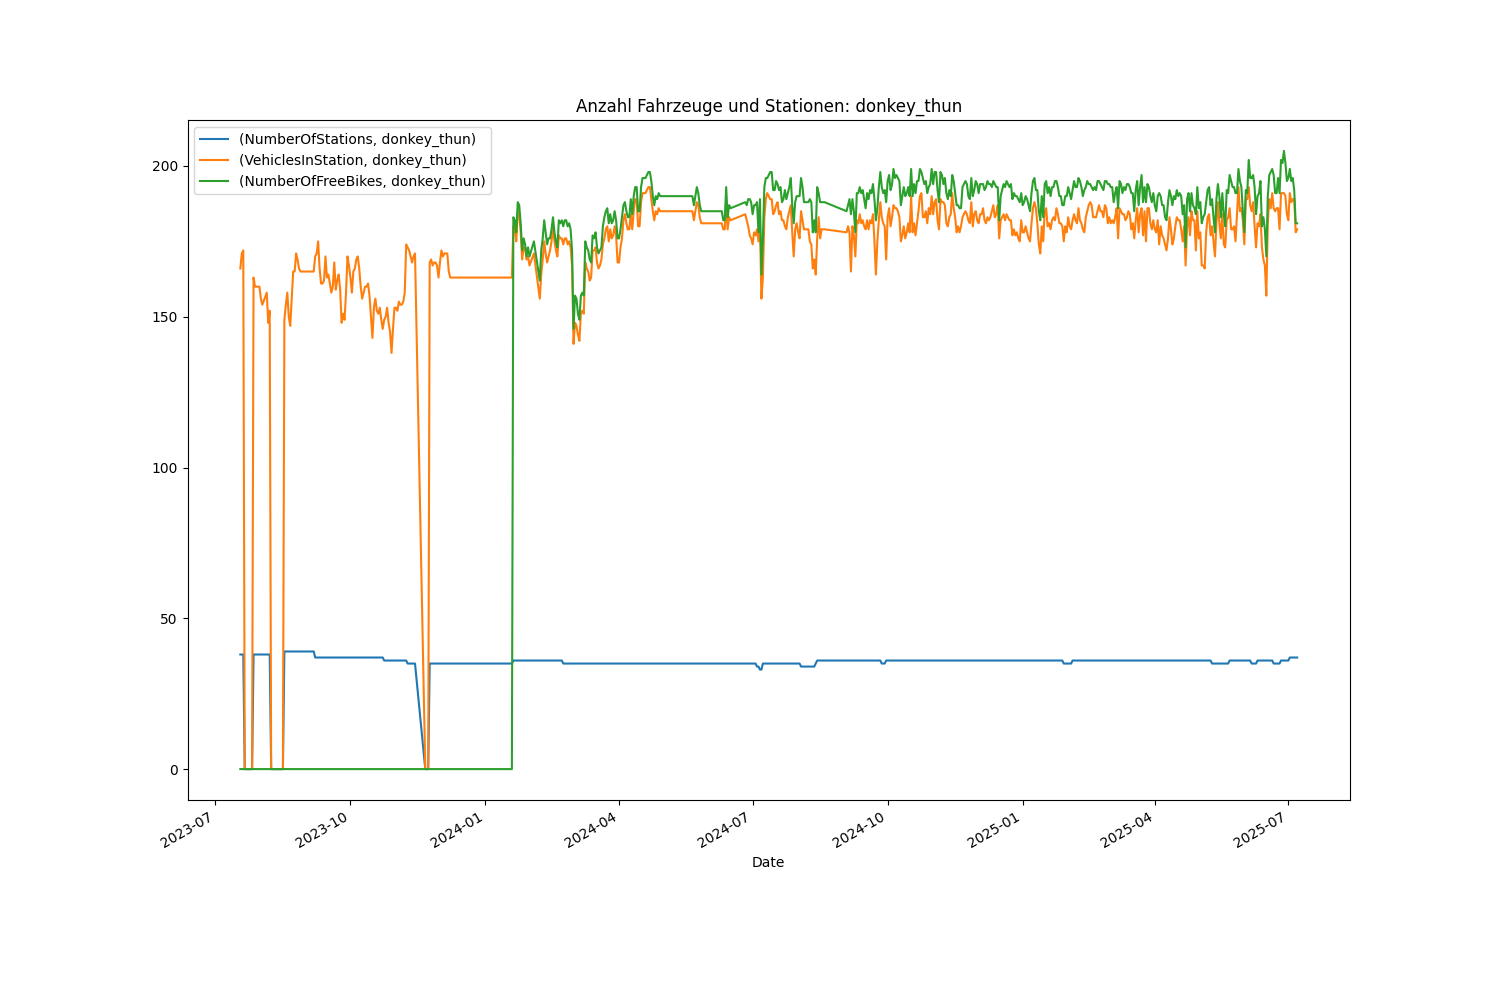 Anzahl Fahrzeuge und Stationen: donkey_thun
(NumberOfStations, donkey_thun)
(VehiclesInStation, donkey_thun)
(NumberOfFreeBikes, donkey_thun)
200
150
100
50
0
2023-07
2023-10
2024-01
2024-04
2024-07
2024-10
2025-01
2025-04
2025-07
Date